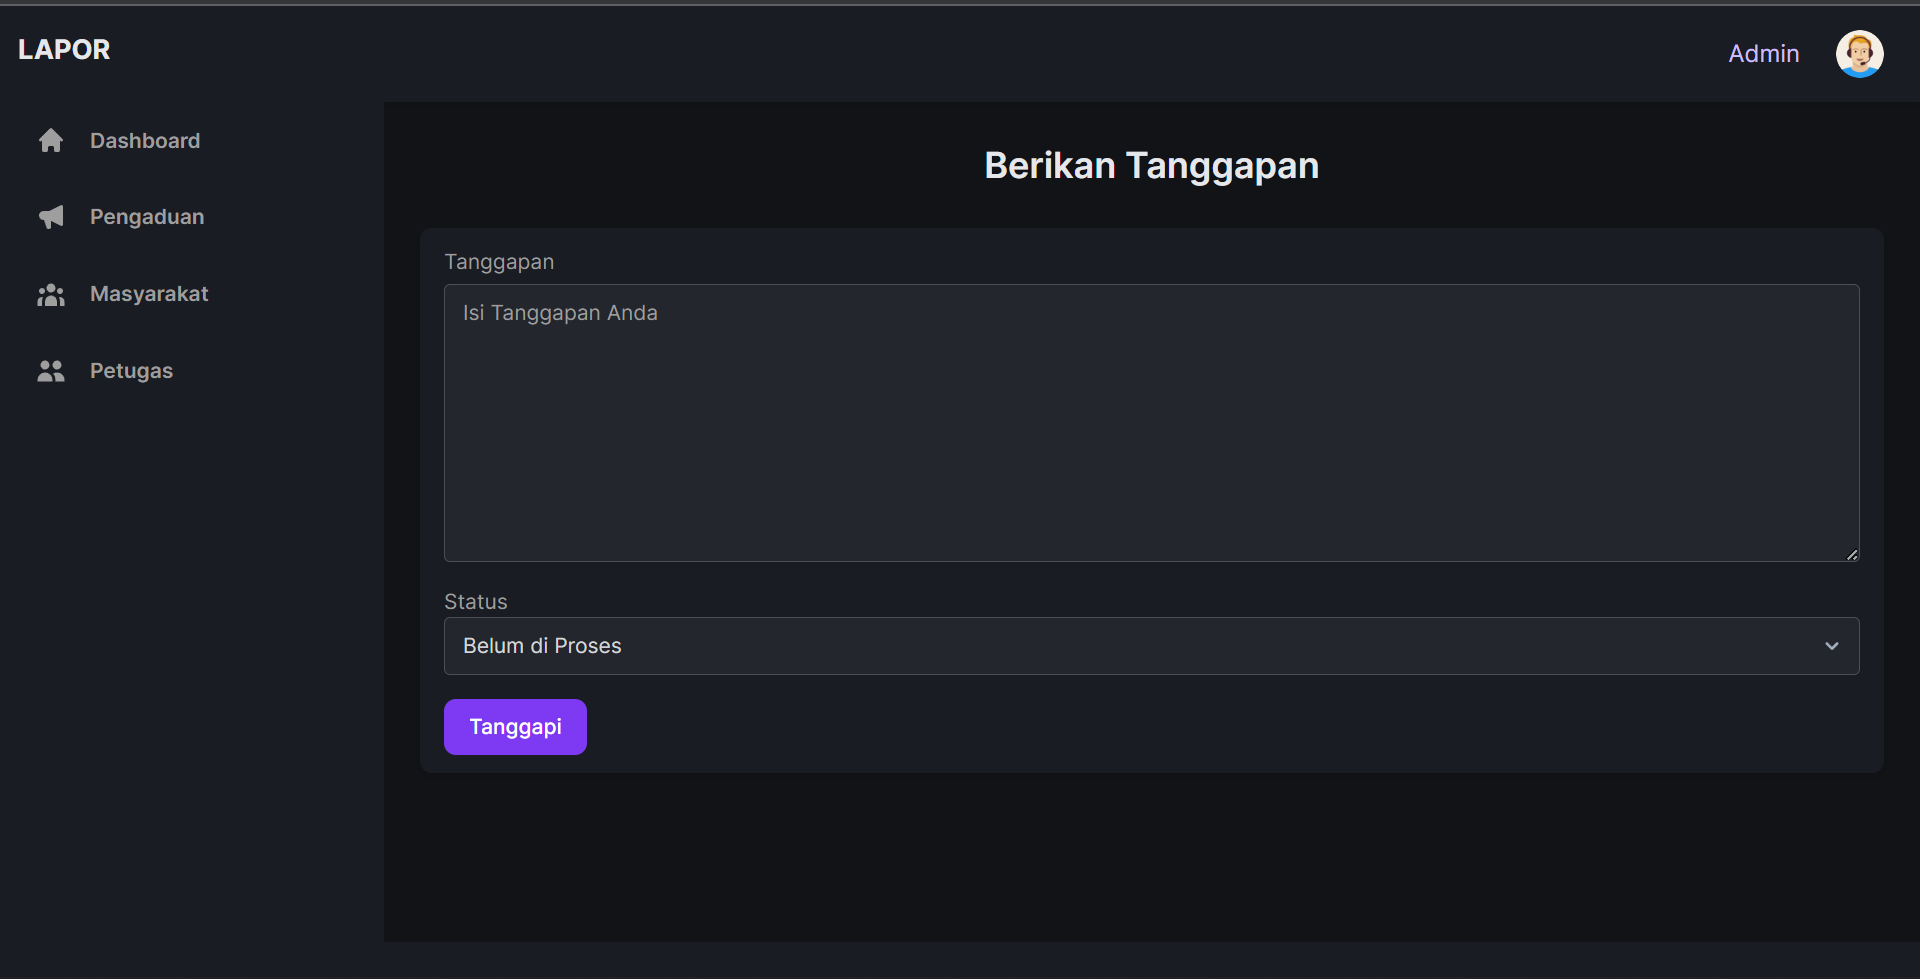 LAPOR
Admin
Dashboard
Pengaduan
Masyarakat
Petugas
Berikan Tanggapan
Tanggapan
Isi Tanggapan Anda
Status
Belum di Proses
Tanggapi